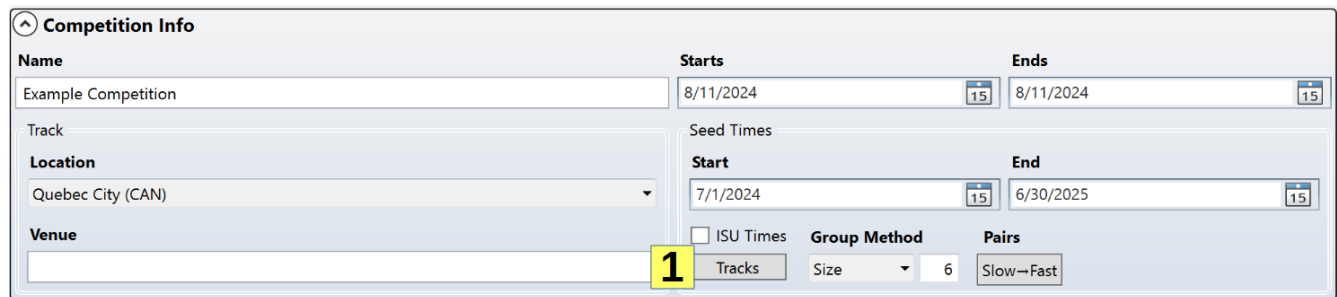 Competition Info
Name
Starts
Ends
Example Competition
8/11/2024
15
8/11/2024
15
Track
Seed Times
Location
Start
End
Quebec City (CAN)
7/1/2024
15
6/30/2025
15
Venue
ISU Times
Group Method
Pairs
1
Tracks
Size
6
Slow→Fast